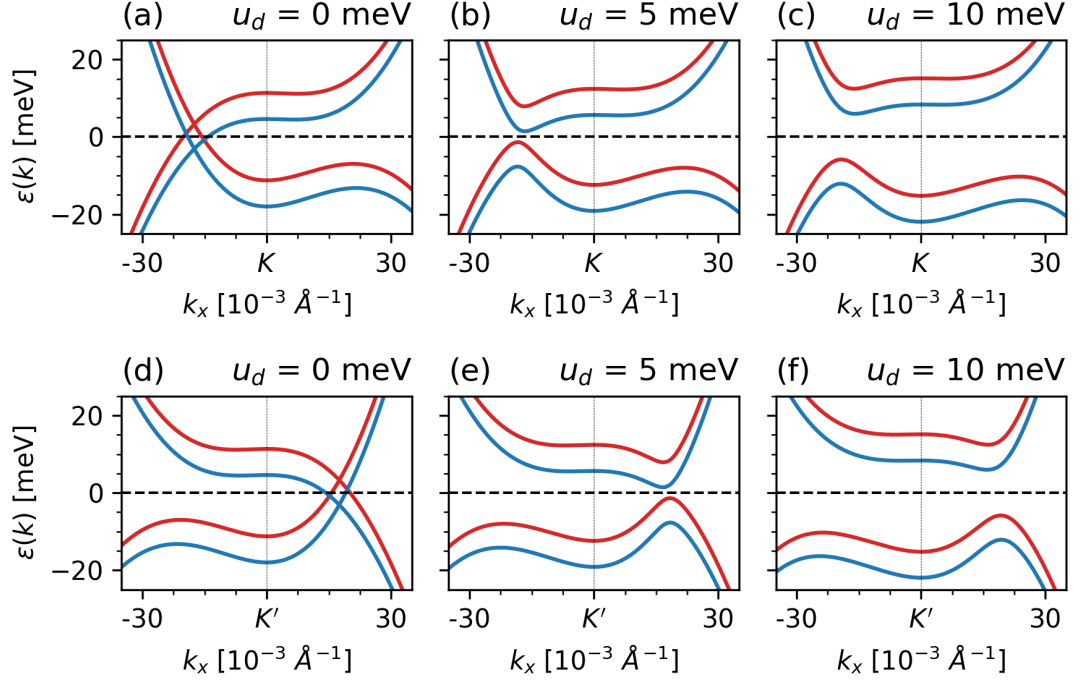 (a) u_d = 0 meV
(b) u_d = 5 meV
(c) u_d = 10 meV
ε(k) [meV]
20
0
−20
-30 K 30
-30 K 30
-30 K 30
k_x [10⁻³ Å⁻¹]
k_x [10⁻³ Å⁻¹]
k_x [10⁻³ Å⁻¹]
(d) u_d = 0 meV
(e) u_d = 5 meV
(f) u_d = 10 meV
ε(k) [meV]
20
0
−20
-30 K′ 30
-30 K′ 30
-30 K′ 30
k_x [10⁻³ Å⁻¹]
k_x [10⁻³ Å⁻¹]
k_x [10⁻³ Å⁻¹]